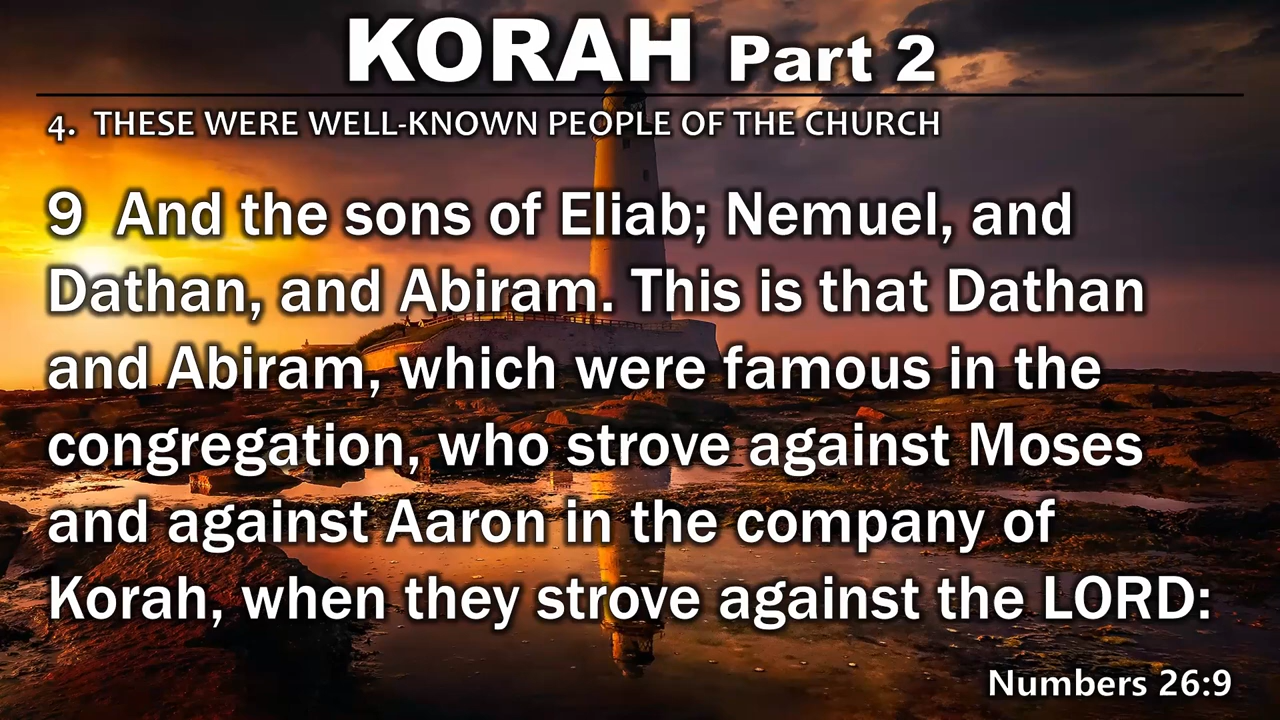 KORAH Part 2
4. THESE WERE WELL-KNOWN PEOPLE OF THE CHURCH
9 And the sons of Eliab; Nemuel, and
Dathan, and Abiram. This is that Dathan
and Abiram, which were famous in the
congregation, who strove against Moses
and against Aaron in the company of
Korah, when they strove against the LORD:
Numbers 26:9